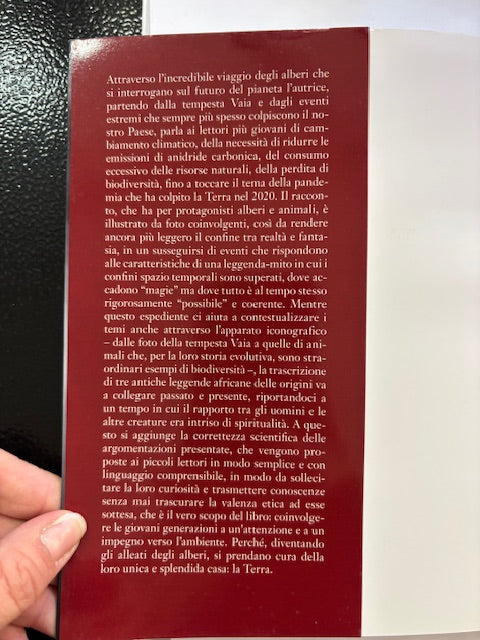 Attraverso l'incredibile viaggio degli alberi che
si interrogano sul futuro del pianeta l'autrice,
partendo dalla tempesta Vaia e dagli eventi
estremi che sempre più spesso colpiscono il no-
stro Paese, parla ai lettori più giovani di cam-
biamento climatico, della necessità di ridurre le
emissioni di anidride carbonica, del consumo
eccessivo delle risorse naturali, della perdita di
biodiversità, fino a toccare il tema della pande-
mia che ha colpito la Terra nel 2020. Il raccon-
to, che ha per protagonisti alberi e animali, è
illustrato da foto coinvolgenti, così da rendere
ancora più leggero il confine tra realtà e fanta-
sia, in un susseguirsi di eventi che rispondono
alle caratteristiche di una leggenda-mito in cui i
confini spazio temporali sono superati, dove ac-
cadono “magie” ma dove tutto è al tempo stesso
rigorosamente “possibile” e coerente. Mentre
questo espediente ci aiuta a contestualizzare i
temi anche attraverso l'apparato iconografico
– dalle foto della tempesta Vaia a quelle di ani-
mali che, per la loro storia evolutiva, sono stra-
ordinari esempi di biodiversità –, la trascrizione
di tre antiche leggende africane delle origini va
a collegare passato e presente, riportandoci a
un tempo in cui il rapporto tra gli uomini e le
altre creature era intriso di spiritualità. A que-
sto si aggiunge la correttezza scientifica delle
argomentazioni presentate, che vengono pro-
poste ai piccoli lettori in modo semplice e con
linguaggio comprensibile, in modo da solleci-
tare la loro curiosità e trasmettere conoscenze
senza mai trascurare la valenza etica ad esse
sottesa, che è il vero scopo del libro: coinvolge-
re le giovani generazioni a un'attenzione e a un
impegno verso l'ambiente. Perché, diventando
gli alleati degli alberi, si prendano cura della
loro unica e splendida casa: la Terra.